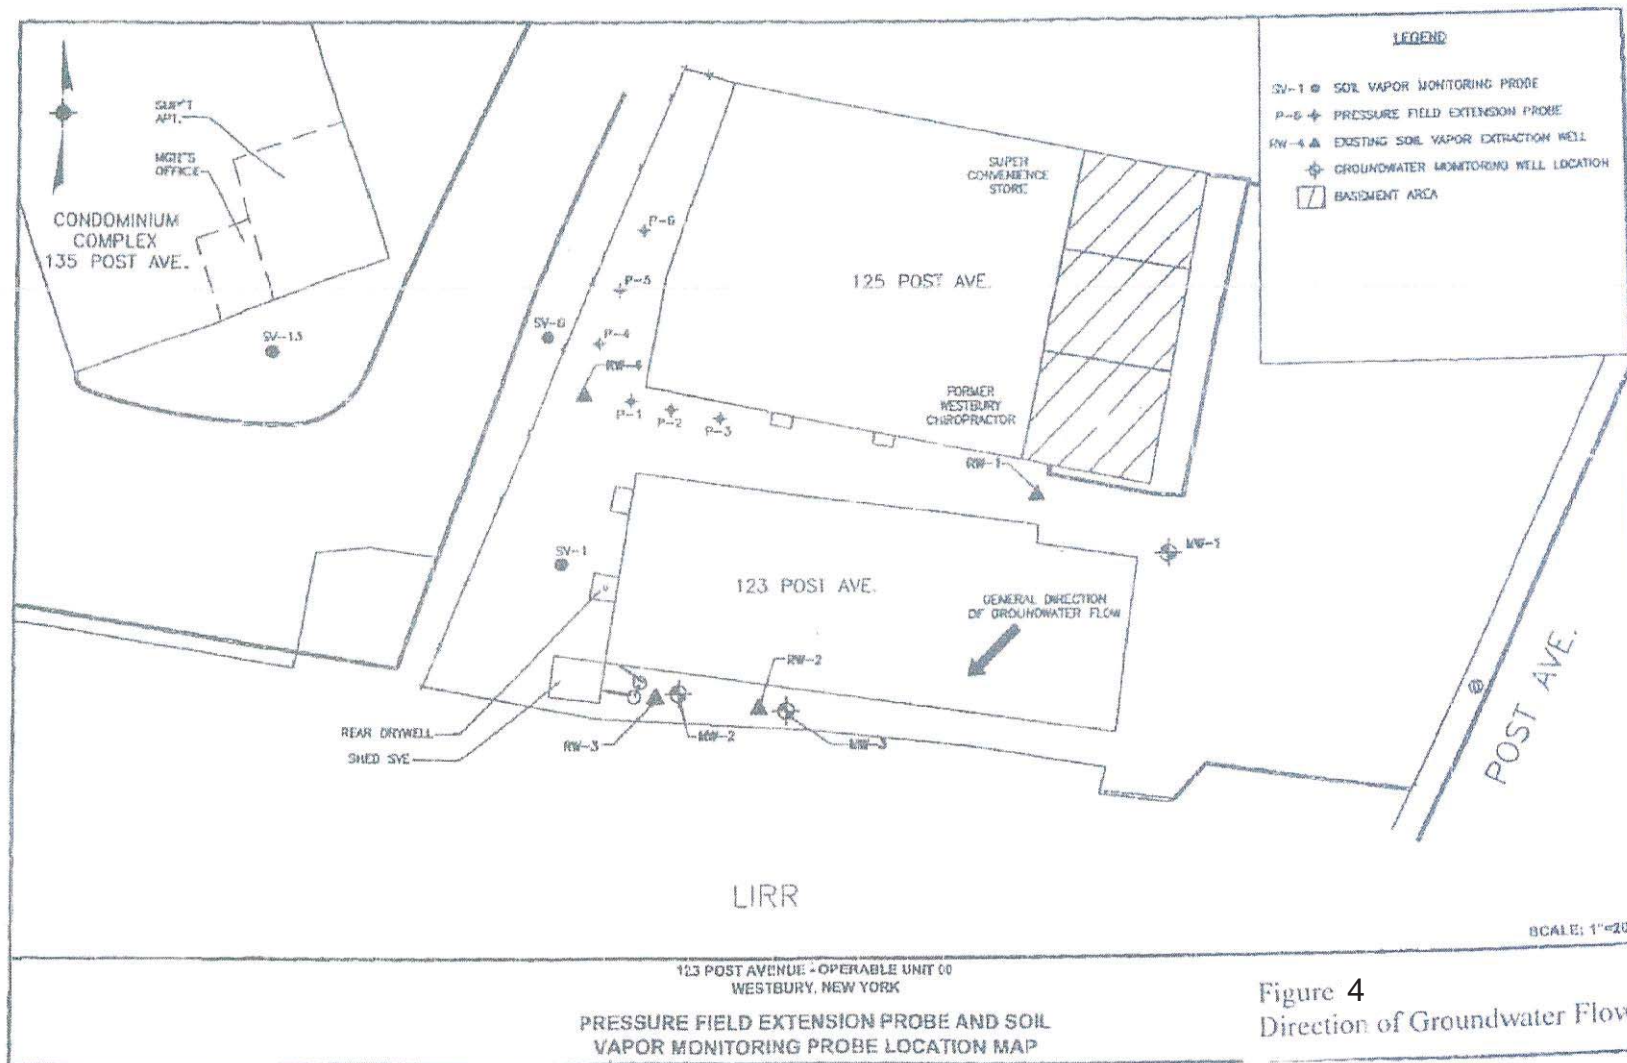 LEGEND
SV-1 SOIL VAPOR MONITORING PROBE
P-6 PRESSURE FIELD EXTENSION PROBE
RW-4 EXISTING SOIL VAPOR EXTRACTION WELL
GROUNDWATER MONITORING WELL LOCATION
BASEMENT AREA
SUP'T
APT.
MGR'S
OFFICE
CONDOMINIUM
COMPLEX
135 POST AVE.
SV-13
SUPER
CONVENIENCE
STORE
P-6
P-5
SV-6
P-4
RW-4
P-1
P-2
P-3
125 POST AVE.
FORMER
WESTBURY
CHIROPRACTOR
RW-1
MW-1
SV-1
123 POST AVE.
GENERAL DIRECTION
OF GROUNDWATER FLOW
RW-2
REAR DRYWELL
SHED SVE
RW-3
MW-2
MW-3
POST AVE.
LIRR
SCALE: 1"=20
123 POST AVENUE - OPERABLE UNIT 00
WESTBURY, NEW YORK
PRESSURE FIELD EXTENSION PROBE AND SOIL
VAPOR MONITORING PROBE LOCATION MAP
Figure 4
Direction of Groundwater Flow